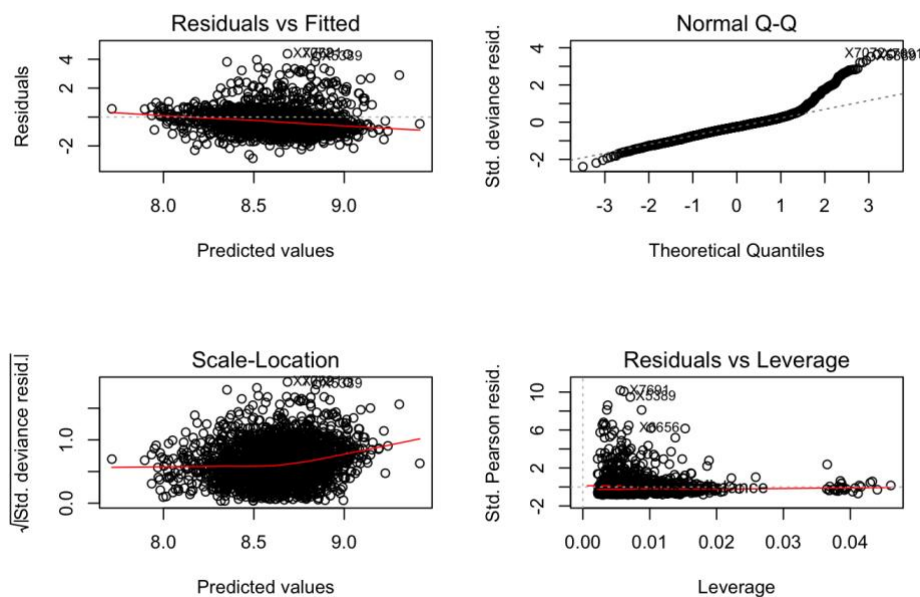 Residuals vs Fitted
Residuals
4
2
-2
X5389
8.0 8.5 9.0
Predicted values
Normal Q-Q
Std. deviance resid.
4
2
0
-2
-3 -2 -1 0 1 2 3
Theoretical Quantiles
Scale-Location
√|Std. deviance resid.|
1.0
0.0
X5389
8.0 8.5 9.0
Predicted values
Residuals vs Leverage
Std. Pearson resid.
10
6
2
-2
X7691
X5389
0.00 0.01 0.02 0.03 0.04
Leverage